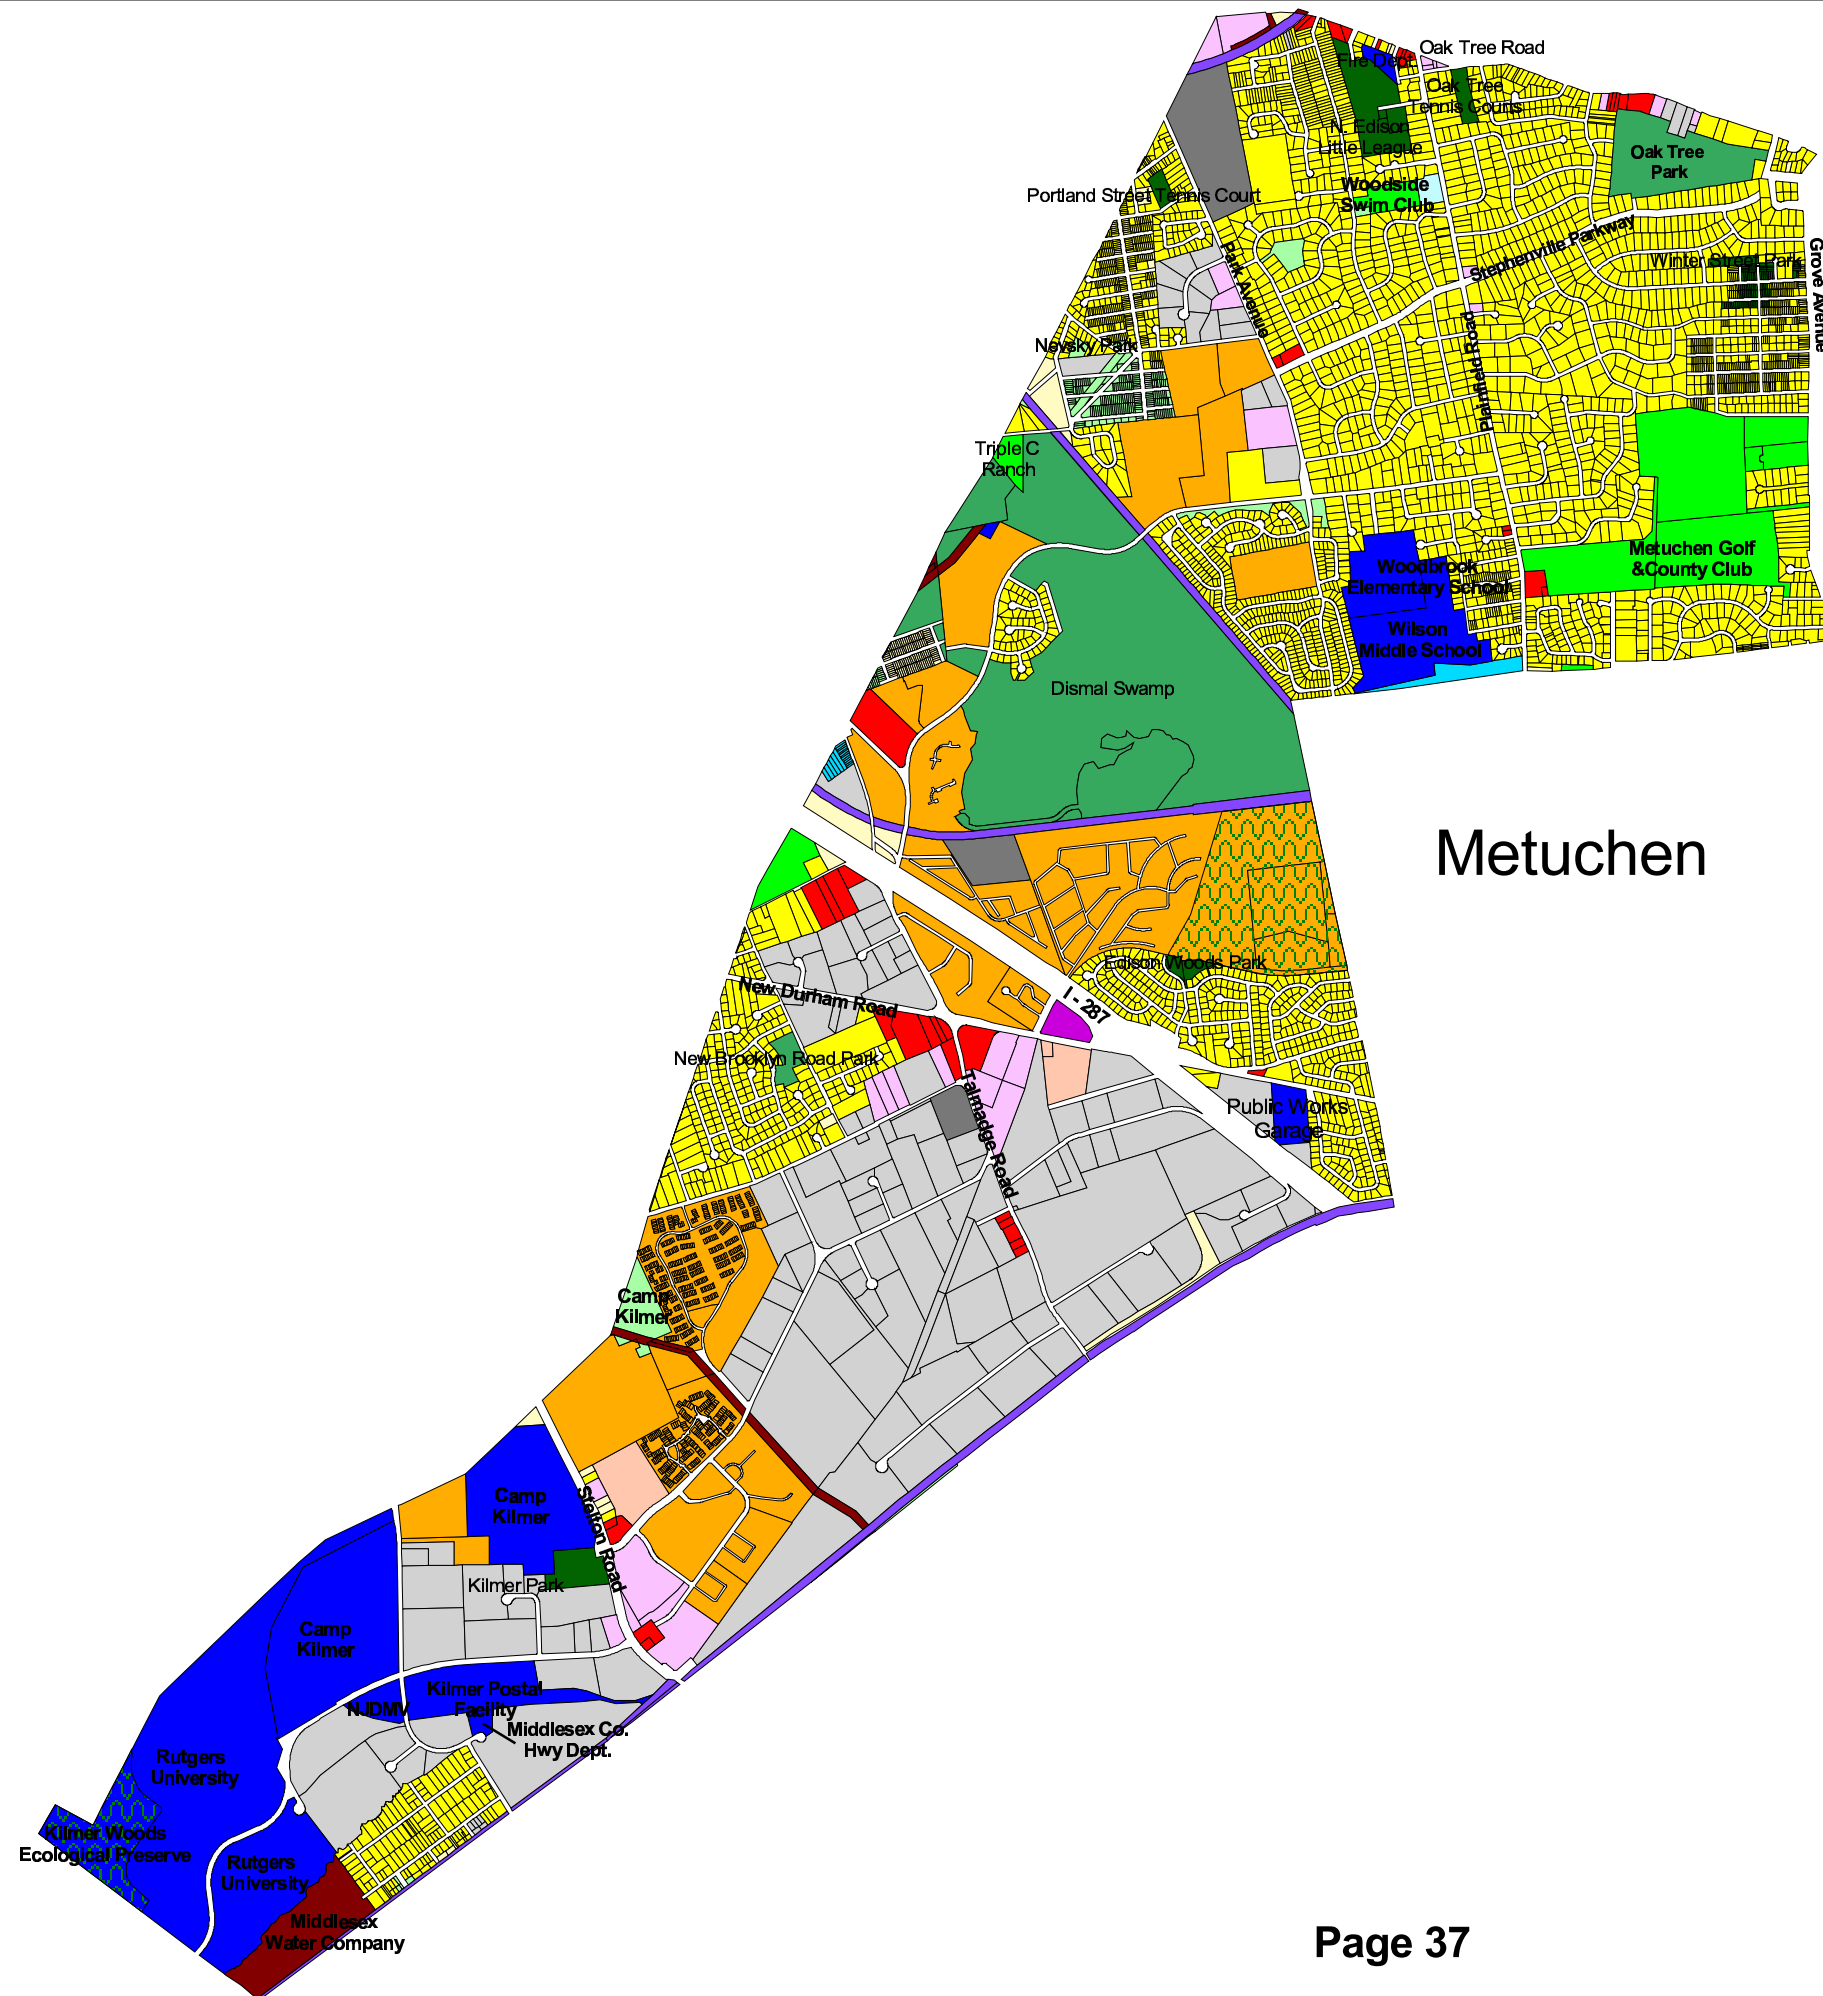 Oak Tree Road
Fire Dept
Oak Tree
Tennis Courts
N. Edison
Little League
Oak Tree
Park
Portland Street Tennis Court
Woodside
Swim Club
Stephenville Parkway
Park Avenue
Winter Street Park
Grove Avenue
Nevsky Park
Plainfield Road
Triple C
Ranch
Metuchen Golf
&County Club
Woodbrook
Elementary School
Wilson
Middle School
Dismal Swamp
Metuchen
Edison Woods Park
I - 287
New Durham Road
New Brooklyn Road Park
Talmadge Road
Public Works
Garage
Camp
Kilmer
Camp
Kilmer
Stelton Road
Kilmer Park
Camp
Kilmer
Kilmer Postal
Facility
NJDMV
Middlesex Co.
Hwy Dept.
Rutgers
University
Kilmer Woods
Ecological Preserve
Rutgers
University
Middlesex
Water Company
Page 37